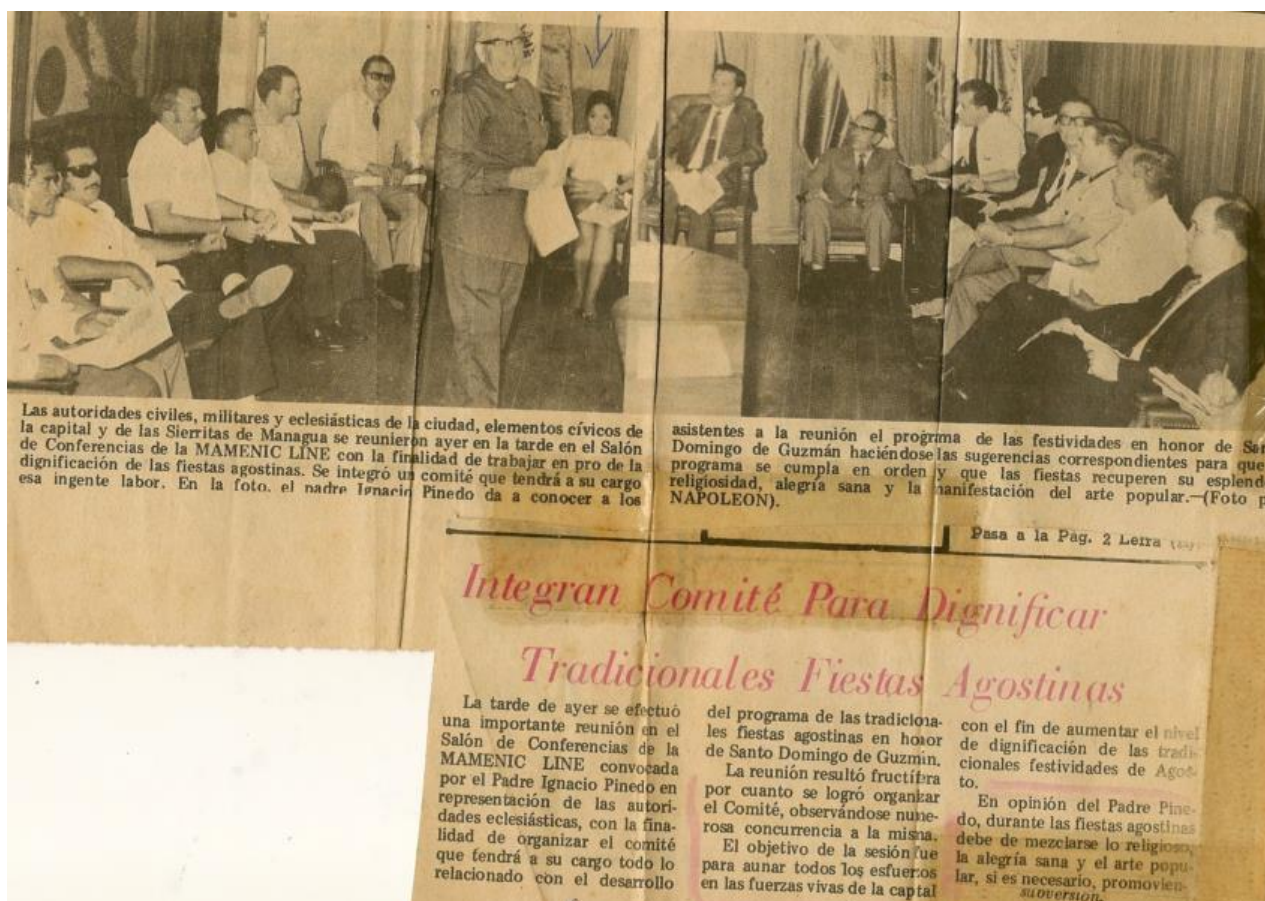 Las autoridades civiles, militares y eclesiásticas de la ciudad, elementos cívicos de
la capital y de las Sierritas de Managua se reunieron ayer en la tarde en el Salón
de Conferencias de la MAMENIC LINE con la finalidad de trabajar en pro de la
dignificación de las fiestas agostinas. Se integró un comité que tendrá a su cargo
esa ingente labor. En la foto, el padre Ignacio Pinedo da a conocer a los
asistentes a la reunión el progrma de las festividades en honor de San
Domingo de Guzmán haciéndose las sugerencias correspondientes para que
programa se cumpla en orden y que las fiestas recuperen su esplend
religiosidad, alegría sana y la manifestación del arte popular.—(Foto p
NAPOLEON).
Pasa a la Pág. 2 Letra
Integran Comité Para Dignificar
Tradicionales Fiestas Agostinas
La tarde de ayer se efectuó
una importante reunión en el
Salón de Conferencias de la
MAMENIC LINE convocada
por el Padre Ignacio Pinedo en
representación de las autori-
dades eclesiásticas, con la fina-
lidad de organizar el comité
que tendrá a su cargo todo lo
relacionado con el desarrollo
del programa de las tradiciona-
les fiestas agostinas en honor
de Santo Domingo de Guzmán.
La reunión resultó fructífera
por cuanto se logró organizar
el Comité, observándose nume-
rosa concurrencia a la misma.
El objetivo de la sesión fue
para aunar todos los esfuerzos
en las fuerzas vivas de la capital
con el fin de aumentar el nivel
de dignificación de las tradi-
cionales festividades de Agos-
to.
En opinión del Padre Pine-
do, durante las fiestas agostinas
debe de mezclarse lo religioso,
la alegría sana y el arte popu-
lar, si es necesario, promovien-
subversión.